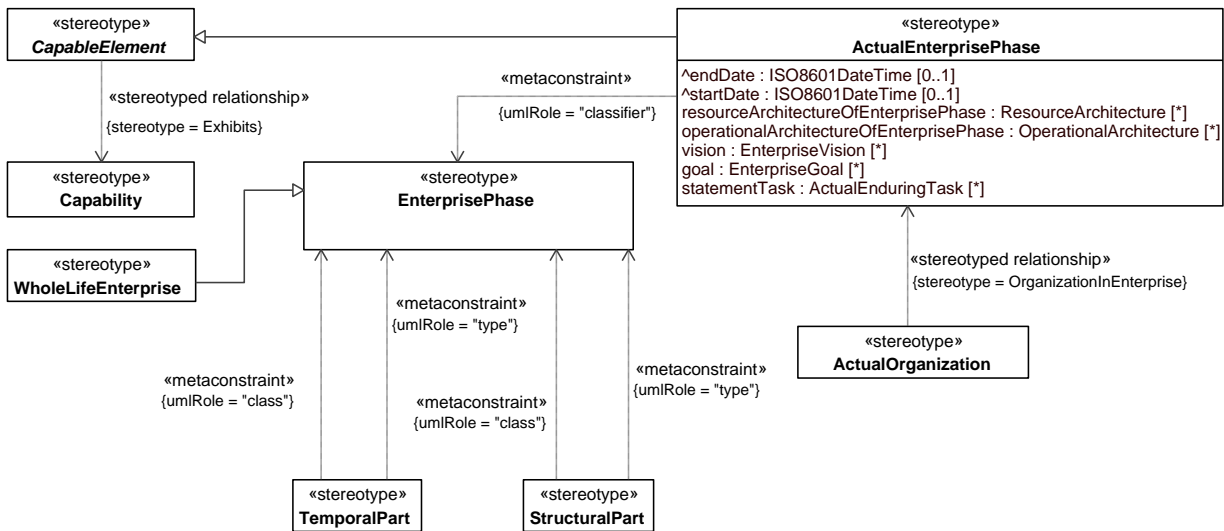 «stereotype»
CapableElement
«stereotype»
ActualEnterprisePhase
^endDate : ISO8601DateTime [0..1]
^startDate : ISO8601DateTime [0..1]
resourceArchitectureOfEnterprisePhase : ResourceArchitecture [*]
operationalArchitectureOfEnterprisePhase : OperationalArchitecture [*]
vision : EnterpriseVision [*]
goal : EnterpriseGoal [*]
statementTask : ActualEnduringTask [*]
«metaconstraint»
{umlRole = "classifier"}
«stereotyped relationship»
{stereotype = Exhibits}
«stereotype»
Capability
«stereotype»
EnterprisePhase
«stereotype»
WholeLifeEnterprise
«stereotyped relationship»
{stereotype = OrganizationInEnterprise}
«stereotype»
ActualOrganization
«metaconstraint»
{umlRole = "type"}
«metaconstraint»
{umlRole = "class"}
«metaconstraint»
{umlRole = "class"}
«metaconstraint»
{umlRole = "type"}
«stereotype»
TemporalPart
«stereotype»
StructuralPart